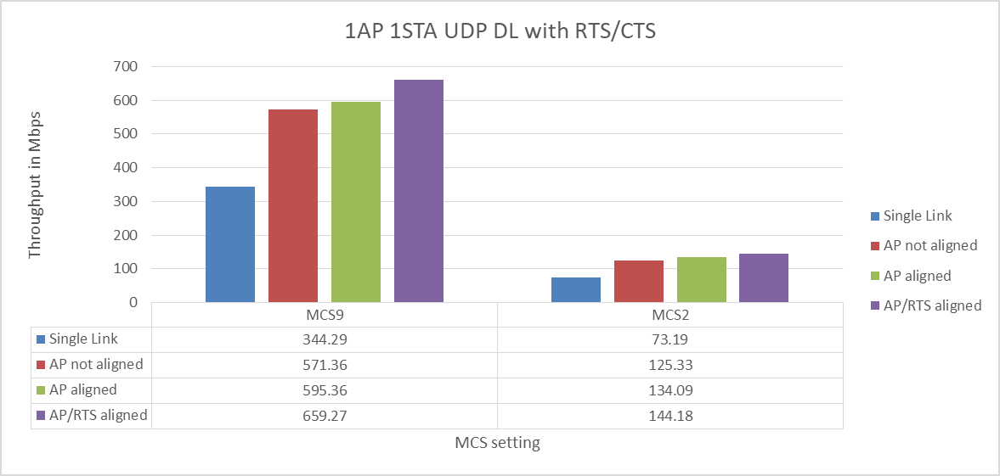 1AP 1STA UDP DL with RTS/CTS
Throughput in Mbps
700
600
500
400
300
200
100
0
MCS9 MCS2
Single Link 344.29 73.19
AP not aligned 571.36 125.33
AP aligned 595.36 134.09
AP/RTS aligned 659.27 144.18
MCS setting
Single Link
AP not aligned
AP aligned
AP/RTS aligned